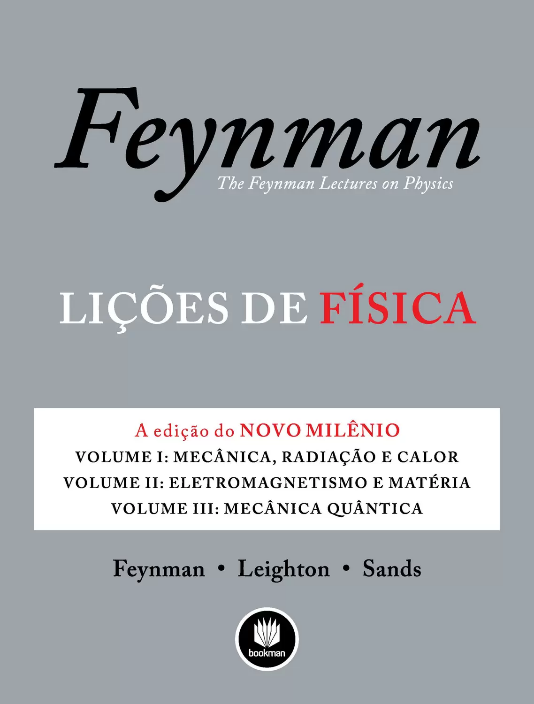 Feynman
The Feynman Lectures on Physics
LIÇÕES DE FÍSICA
A edição do NOVO MILÊNIO
VOLUME I: MECÂNICA, RADIAÇÃO E CALOR
VOLUME II: ELETROMAGNETISMO E MATÉRIA
VOLUME III: MECÂNICA QUÂNTICA
Feynman • Leighton • Sands
bookman